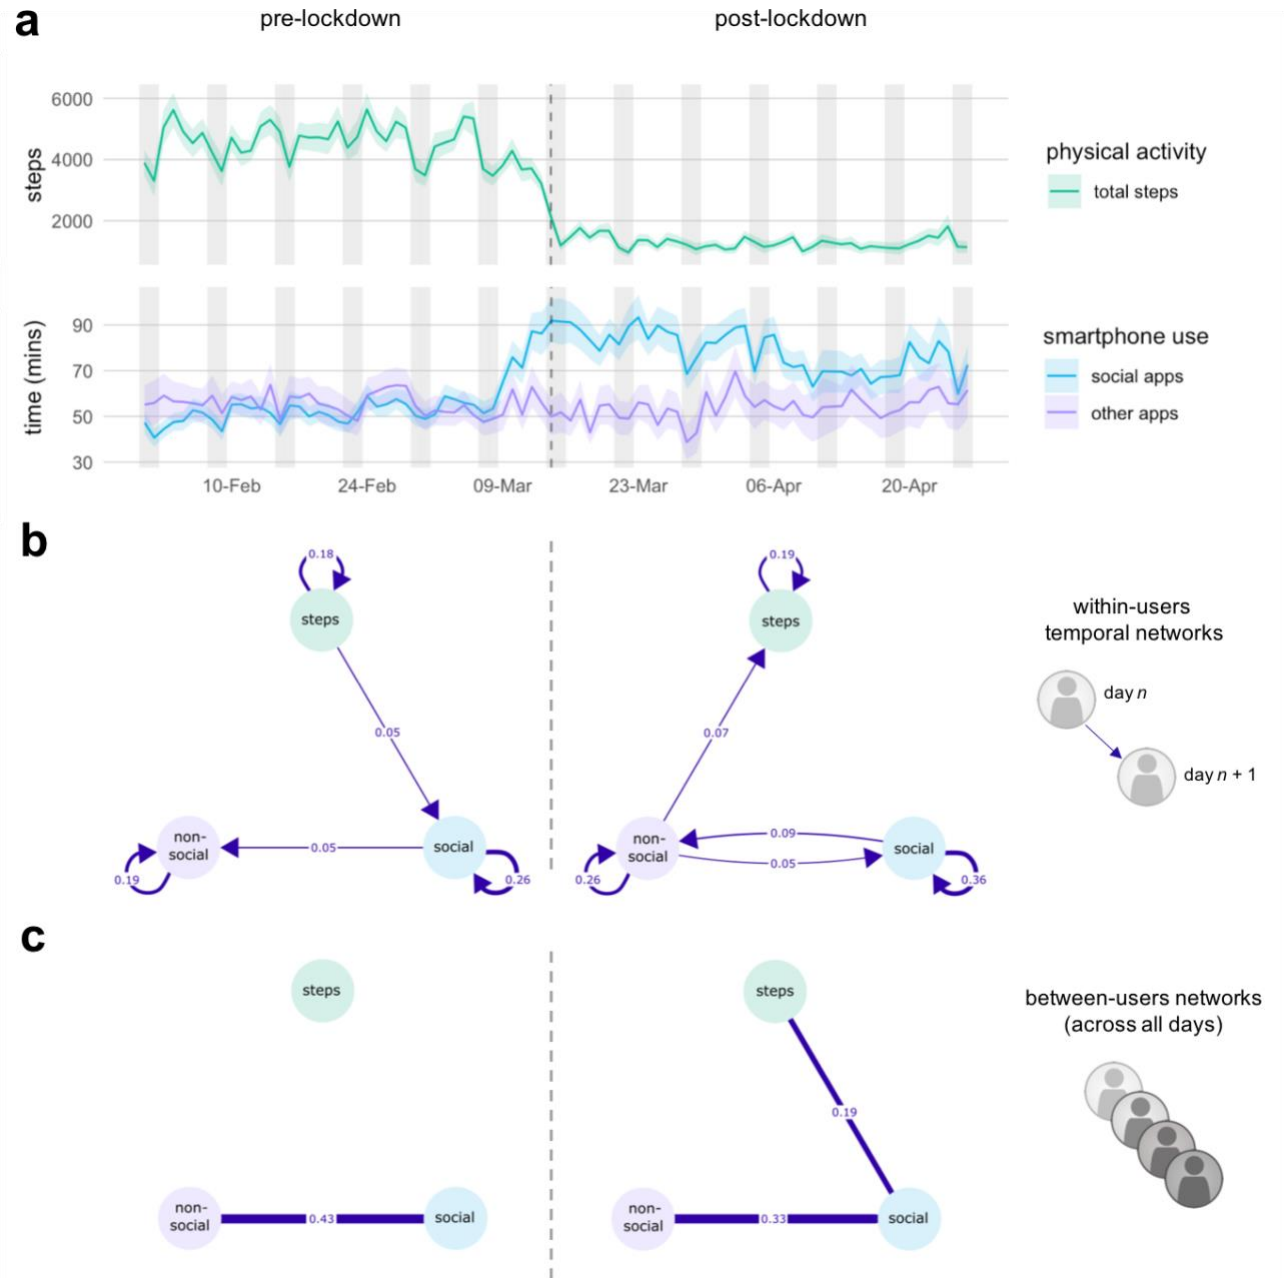 a
pre-lockdown
post-lockdown
steps
6000
4000
2000
physical activity
total steps
time (mins)
90
70
50
30
10-Feb
24-Feb
09-Mar
23-Mar
06-Apr
20-Apr
smartphone use
social apps
other apps
b
0.18
steps
0.05
non-
social
0.05
social
0.19
0.26
0.19
steps
0.07
non-
social
0.09
0.05
social
0.26
0.36
within-users
temporal networks
day n
day n + 1
c
steps
non-
social
0.43
social
steps
0.19
non-
social
0.33
social
between-users networks
(across all days)